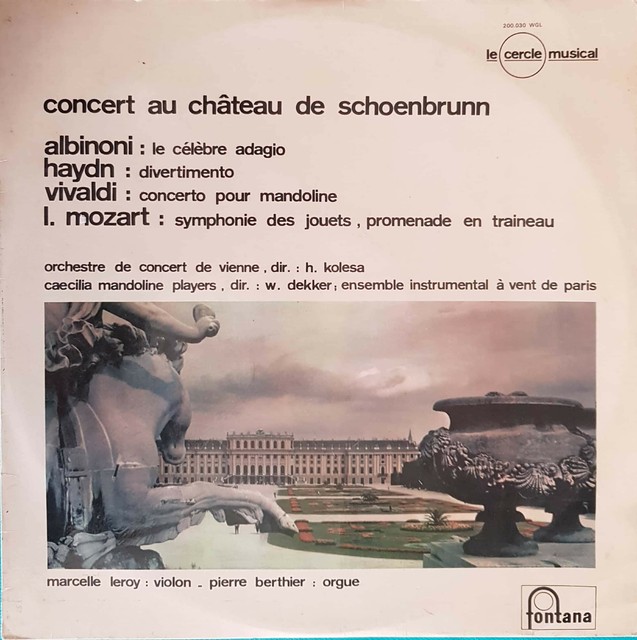 200.030 WGL
le cercle musical
concert au château de schoenbrunn
albinoni : le célèbre adagio
haydn : divertimento
vivaldi : concerto pour mandoline
l. mozart : symphonie des jouets , promenade en traineau
orchestre de concert de vienne , dir. : h. kolesa
caecilia mandoline players , dir. : w. dekker ; ensemble instrumental à vent de paris
marcelle leroy : violon - pierre berthier : orgue
fontana